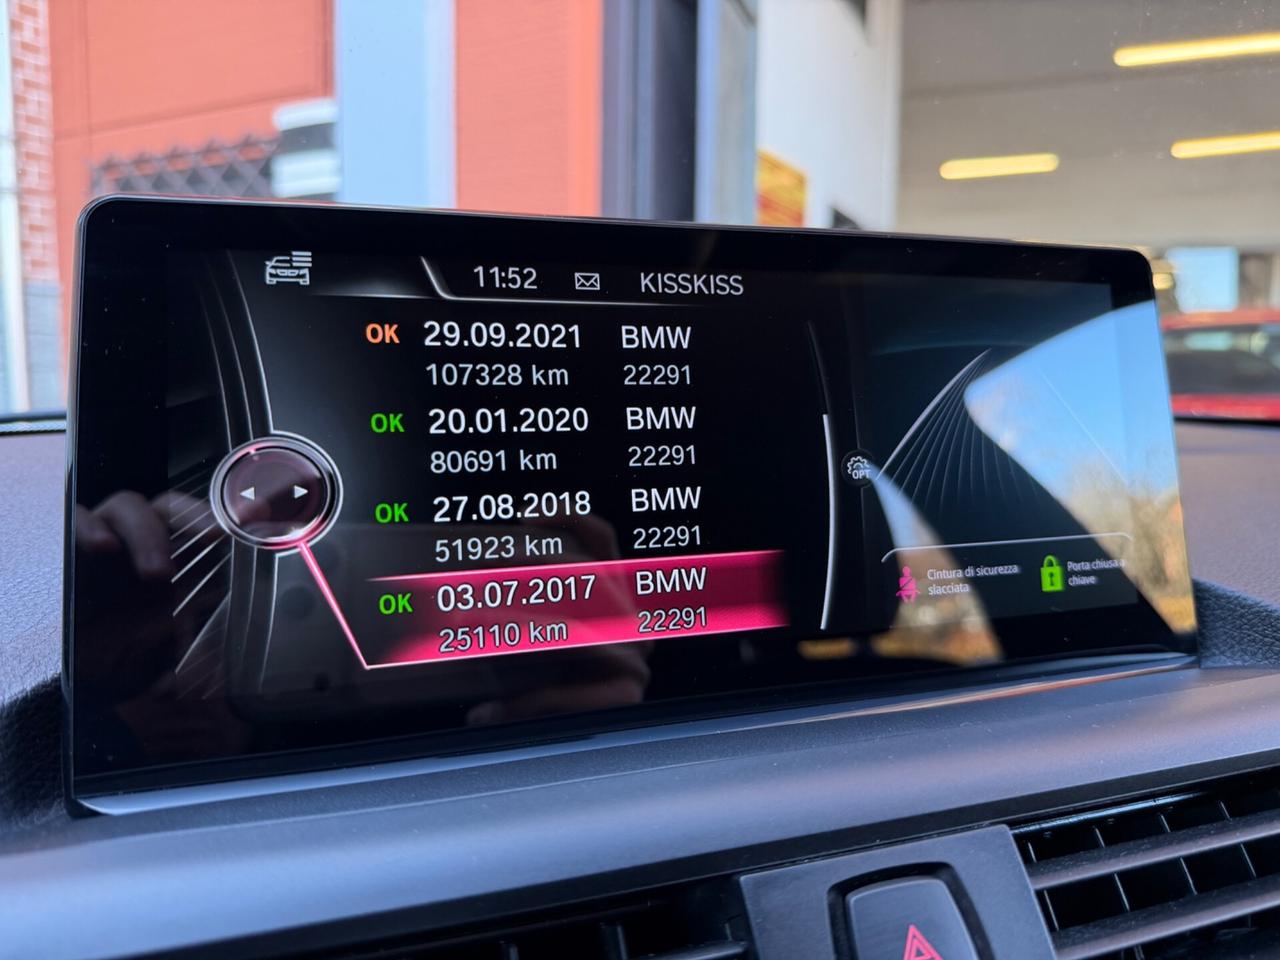 11:52 KISSKISS
OK 29.09.2021 BMW
107328 km 22291
OK 20.01.2020 BMW
80691 km 22291
OK 27.08.2018 BMW
51923 km 22291
OK 03.07.2017 BMW
25110 km 22291
OPT
Cintura di sicurezza
slacciata
Porta chiusa a
chiave